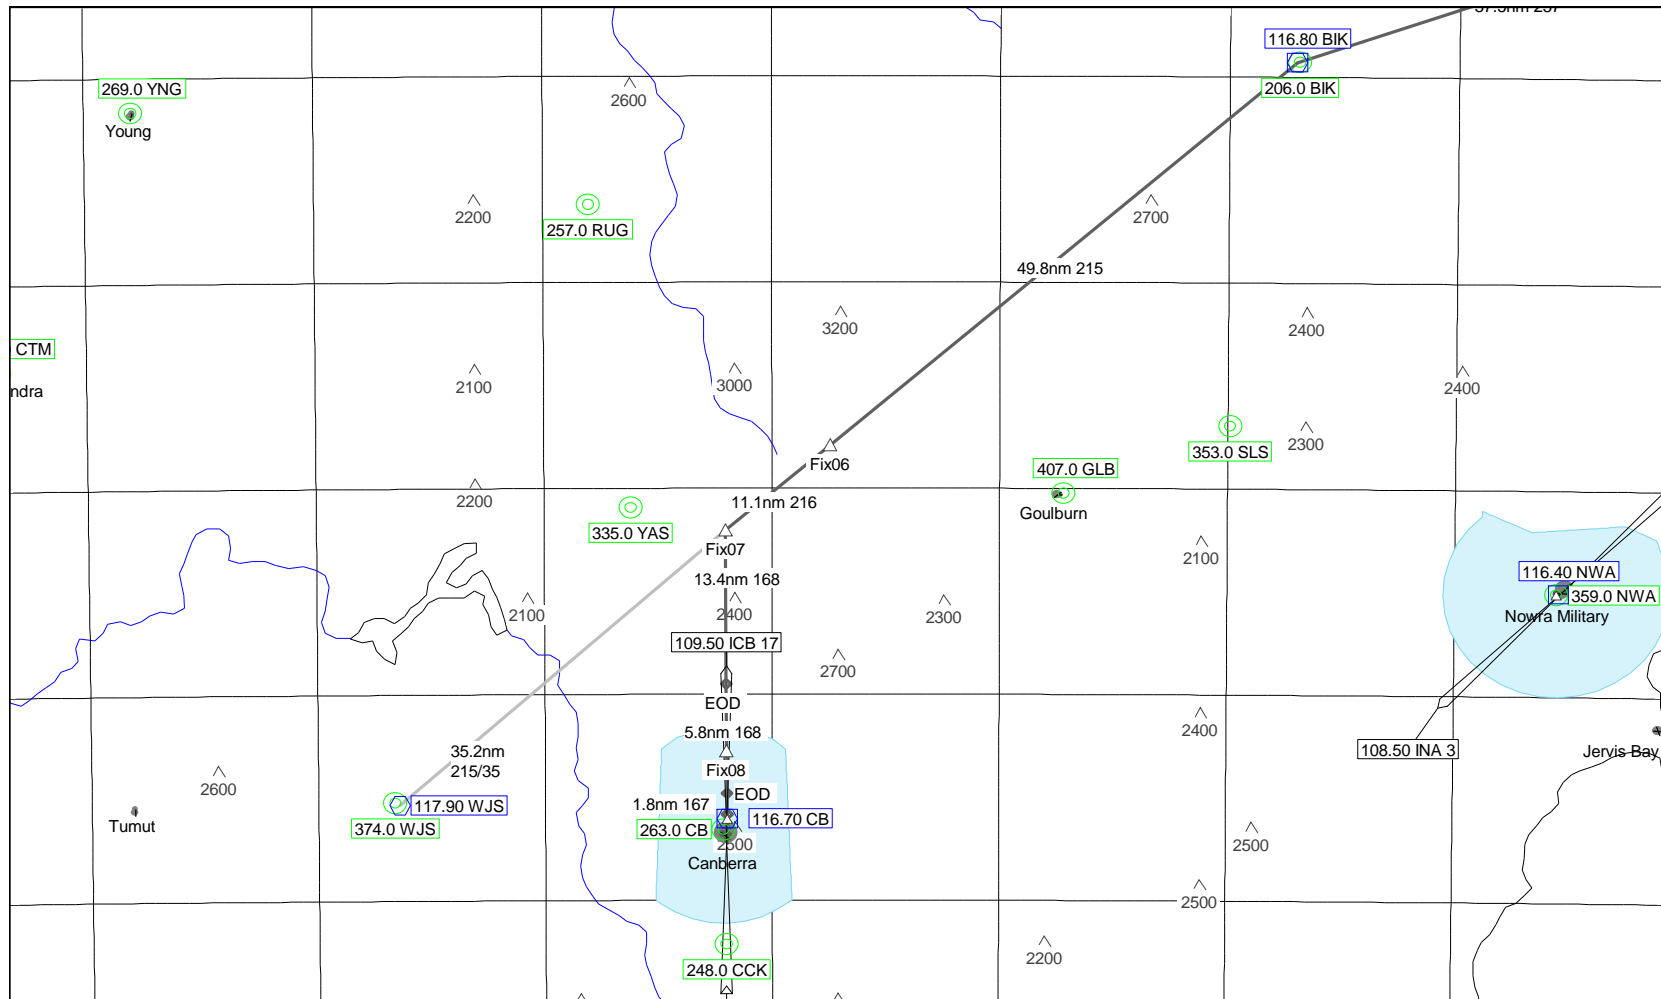 116.80 BIK
206.0 BIK
269.0 YNG
Young
2600
2200
257.0 RUG
2700
49.8nm 215
3200
2400
CTM
ndra
2100
3000
2400
2300
353.0 SLS
Fix06
407.0 GLB
Goulburn
2200
11.1nm 216
335.0 YAS
Fix07
2100
13.4nm 168
116.40 NWA
359.0 NWA
Nowra Military
2100
2400
2300
109.50 ICB 17
2700
EOD
5.8nm 168
2400
108.50 INA 3
Jervis Bay
35.2nm
215/35
Fix08
2600
EOD
1.8nm 167
117.90 WJS
374.0 WJS
Tumut
116.70 CB
263.0 CB
2500
Canberra
2500
2500
2200
248.0 CCK